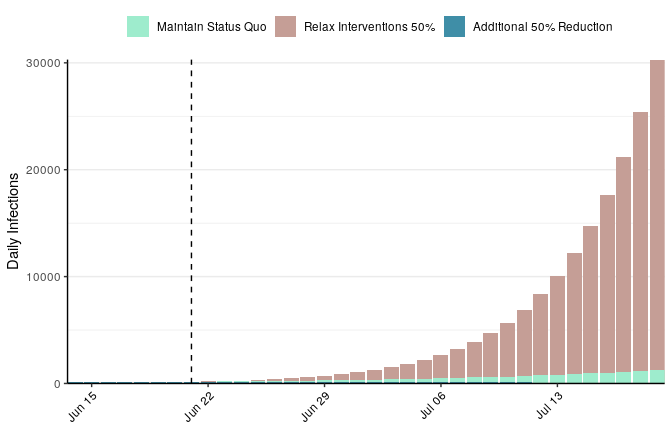 Maintain Status Quo Relax Interventions 50% Additional 50% Reduction
Daily Infections
30000
20000
10000
0
Jun 15 Jun 22 Jun 29 Jul 06 Jul 13